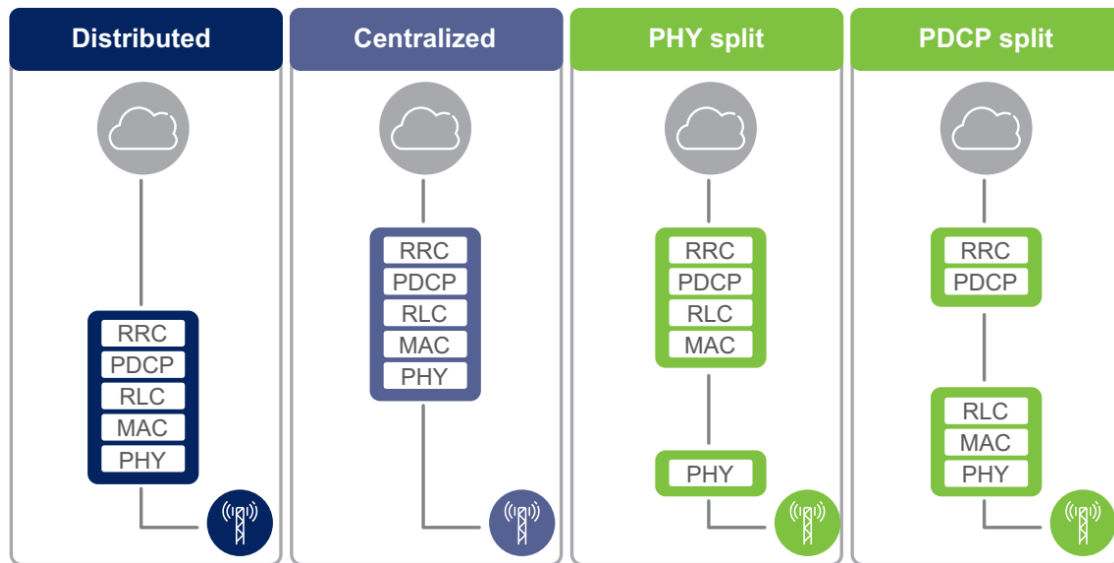 Distributed
RRC
PDCP
RLC
MAC
PHY
Centralized
RRC
PDCP
RLC
MAC
PHY
PHY split
RRC
PDCP
RLC
MAC
PHY
PDCP split
RRC
PDCP
RLC
MAC
PHY